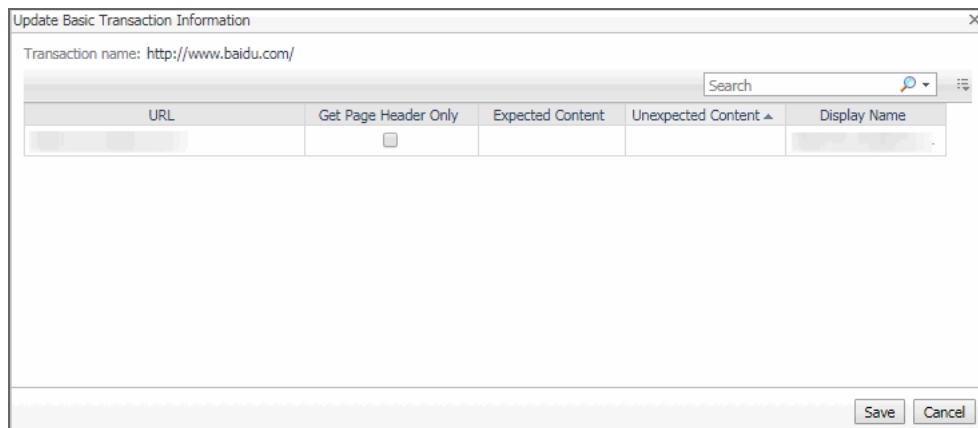 Update Basic Transaction Information
Transaction name: http://www.baidu.com/
Search
URL Get Page Header Only Expected Content Unexpected Content Display Name
Save Cancel